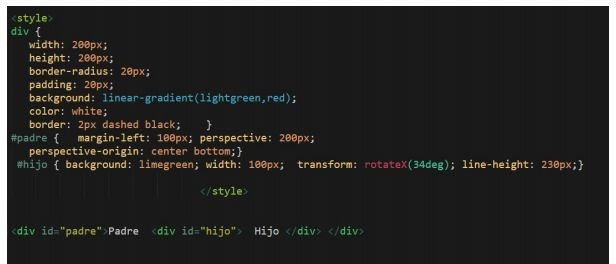 <style>
div {
width: 200px;
height: 200px;
border-radius: 20px;
padding: 20px;
background: linear-gradient(lightgreen,red);
color: white;
border: 2px dashed black;    }
#padre {   margin-left: 100px; perspective: 200px;
perspective-origin: center bottom;}
#hijo { background: limegreen; width: 100px;  transform: rotateX(34deg); line-height: 230px;}
</style>
<div id="padre">Padre  <div id="hijo">  Hijo </div> </div>